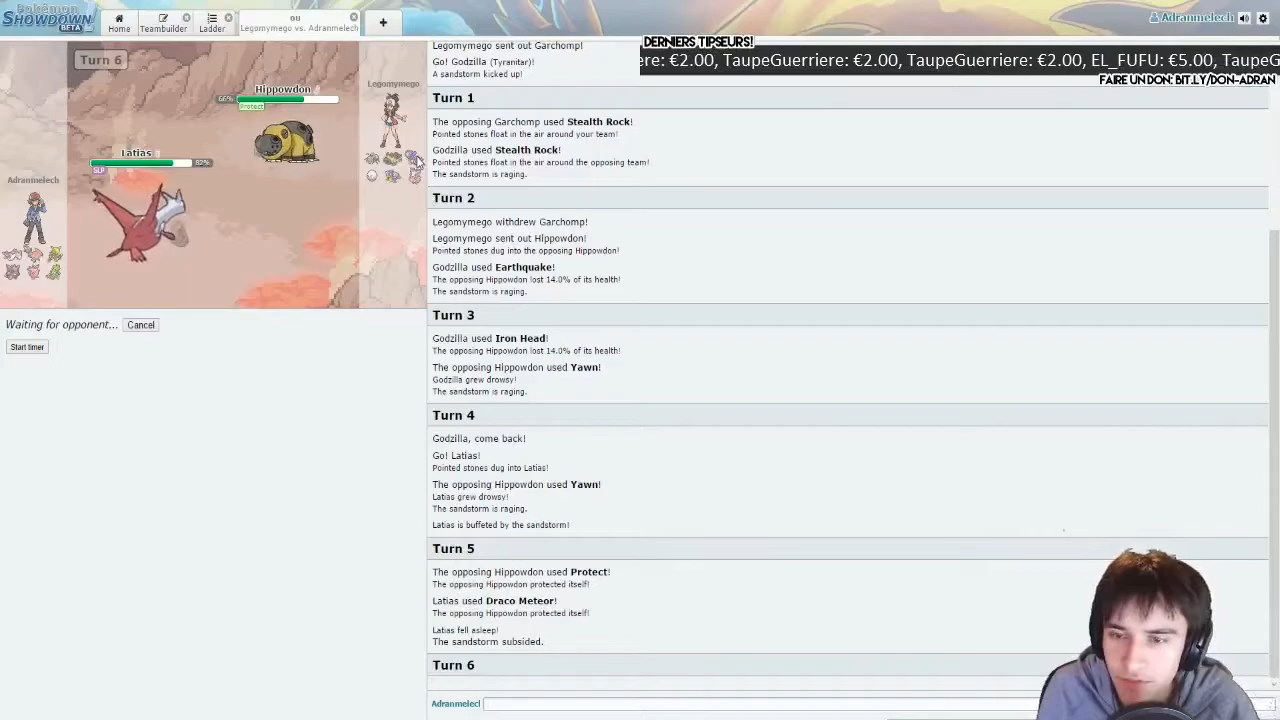 Pokémon
SHOWDOWN
BETA
Home
Teambuilder
Ladder
ou
Legomymego vs. Adranmelech
+
Adranmelech
DERNIERS TIPSEURS!
ere: €2.00, TaupeGuerriere: €2.00, TaupeGuerriere: €2.00, EL_FUFU: €5.00, TaupeG
FAIRE UN DON: BIT.LY/DON-ADRAN
Turn 6
Hippowdon
66%
Protect
Legomymego
Latias
82%
SLP
Adranmelech
Waiting for opponent... Cancel
Start timer
Legomymego sent out Garchomp!
Go! Godzilla (Tyranitar)!
A sandstorm kicked up!
Turn 1
The opposing Garchomp used Stealth Rock!
Pointed stones float in the air around your team!
Godzilla used Stealth Rock!
Pointed stones float in the air around the opposing team!
The sandstorm is raging.
Turn 2
Legomymego withdrew Garchomp!
Legomymego sent out Hippowdon!
Pointed stones dug into the opposing Hippowdon!
Godzilla used Earthquake!
The opposing Hippowdon lost 14.0% of its health!
The sandstorm is raging.
Turn 3
Godzilla used Iron Head!
The opposing Hippowdon lost 14.0% of its health!
The opposing Hippowdon used Yawn!
Godzilla grew drowsy!
The sandstorm is raging.
Turn 4
Godzilla, come back!
Go! Latias!
Pointed stones dug into Latias!
The opposing Hippowdon used Yawn!
Latias grew drowsy!
The sandstorm is raging.
Latias is buffeted by the sandstorm!
Turn 5
The opposing Hippowdon used Protect!
The opposing Hippowdon protected itself!
Latias used Draco Meteor!
The opposing Hippowdon protected itself!
Latias fell asleep!
The sandstorm subsided.
Turn 6
Adranmelecl